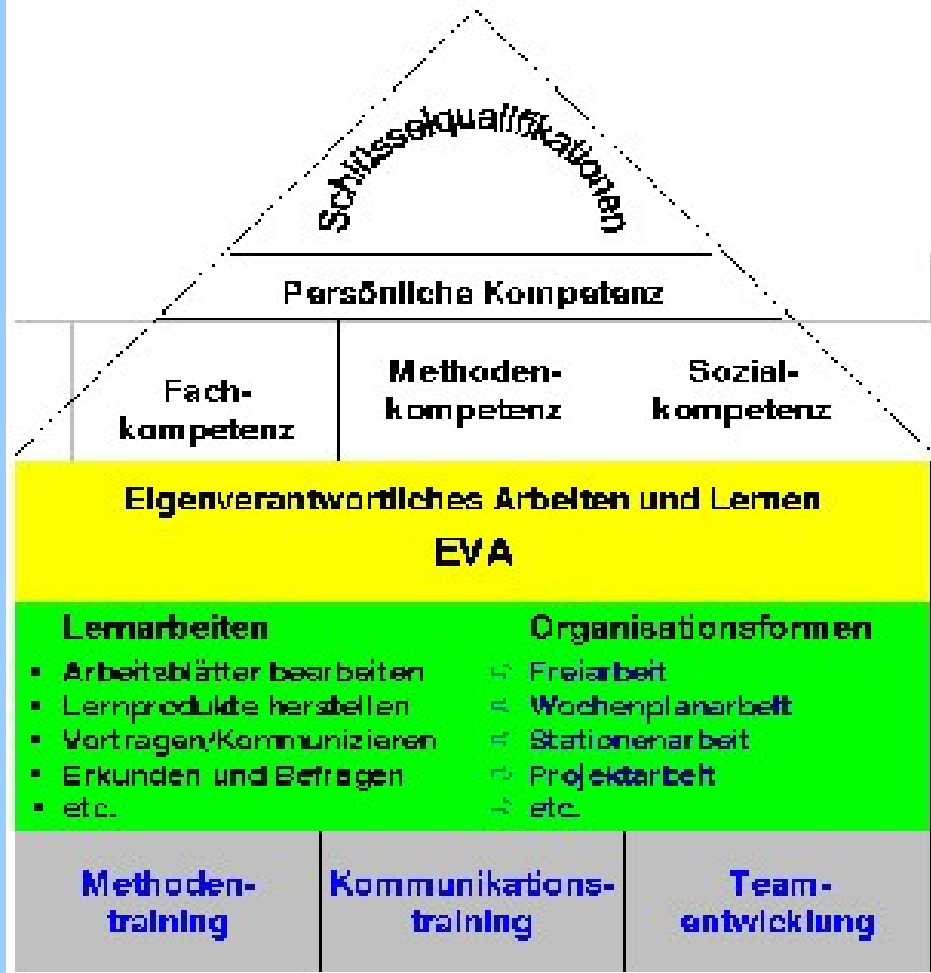 Schlüsselqualifikationen
Persönliche Kompetenz
Fach-
kompetenz
Methoden-
kompetenz
Sozial-
kompetenz
Eigenverantwortliches Arbeiten und Lernen
EVA
Lernarbeiten
▪ Arbeitsblätter bearbeiten
▪ Lernprodukte herstellen
▪ Vortragen/Kommunizieren
▪ Erkunden und Befragen
▪ etc.
Organisationsformen
⇨ Freiarbeit
⇨ Wochenplanarbeit
⇨ Stationenarbeit
⇨ Projektarbeit
⇨ etc.
Methoden-
training
Kommunikations-
training
Team-
entwicklung